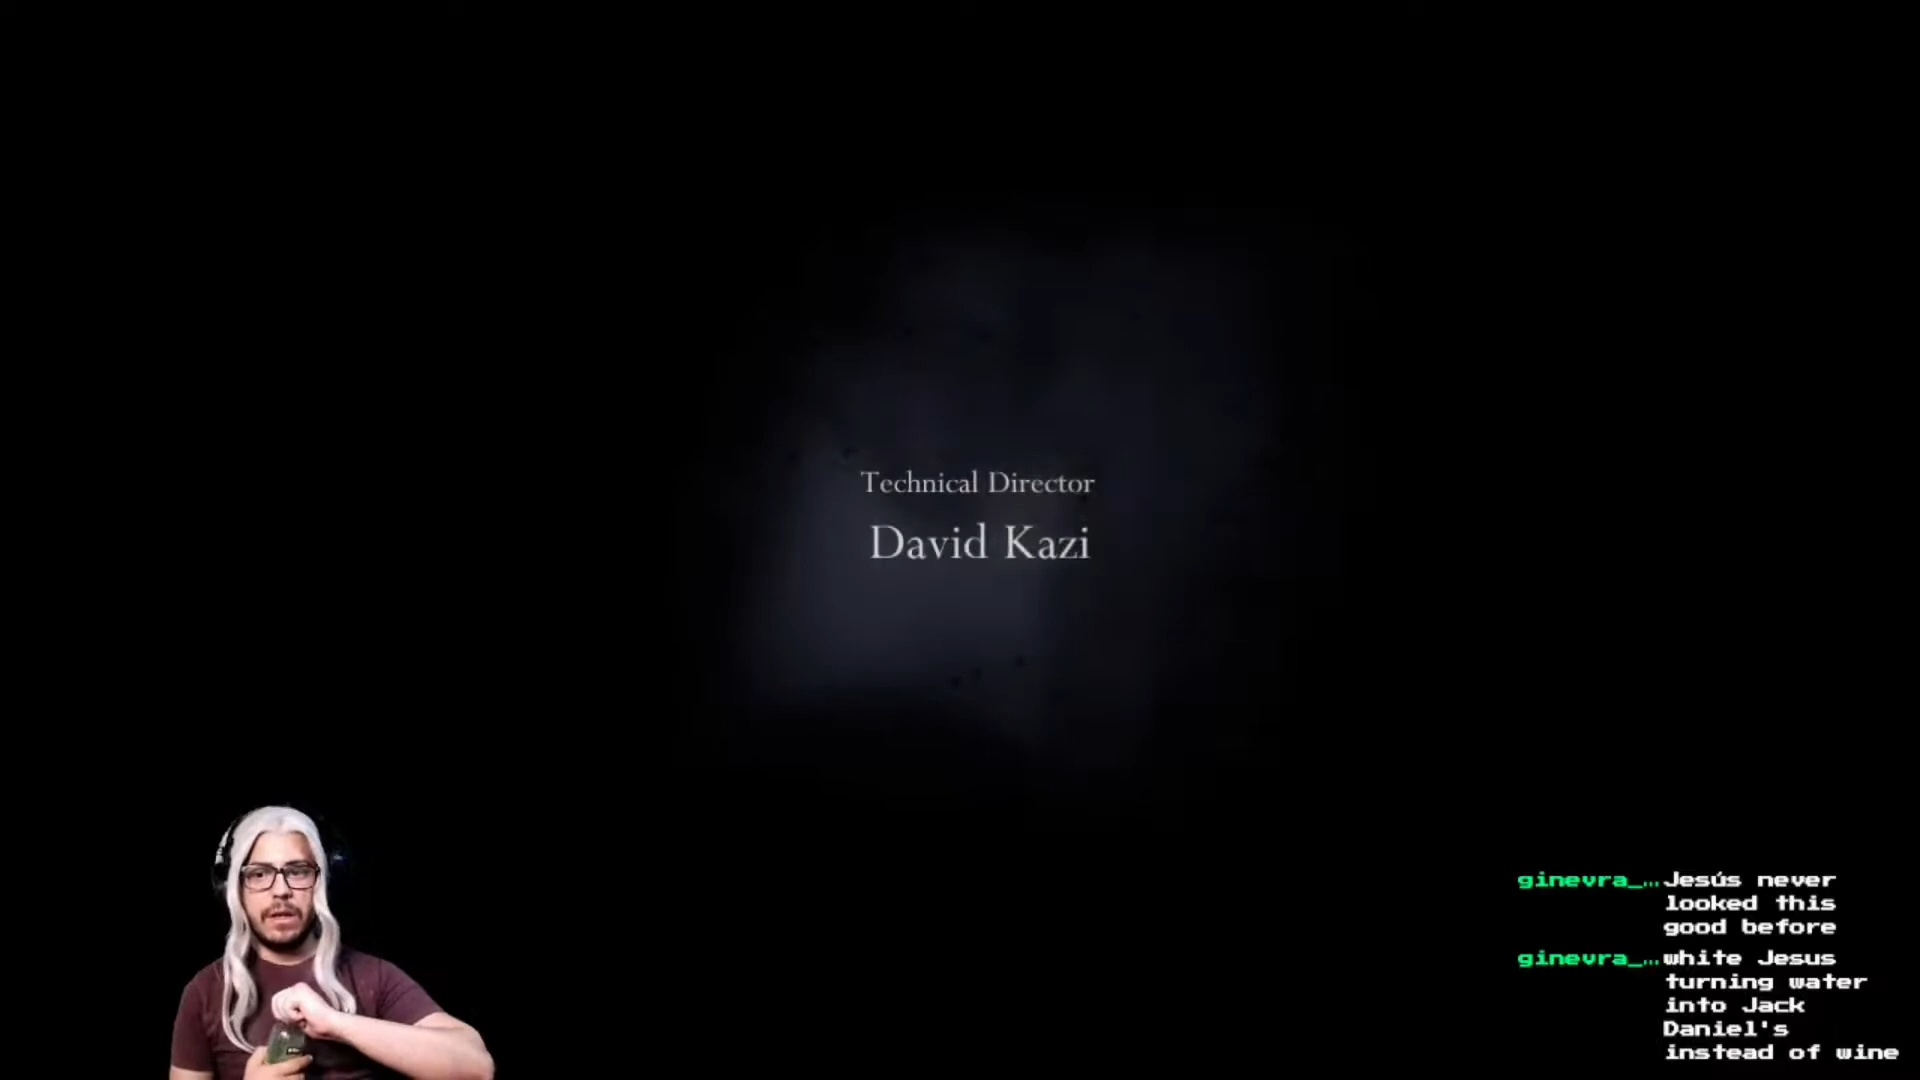 Technical Director
David Kazi
ginevra_…Jesús never
looked this
good before
ginevra_…white Jesus
turning water
into Jack
Daniel's
instead of wine